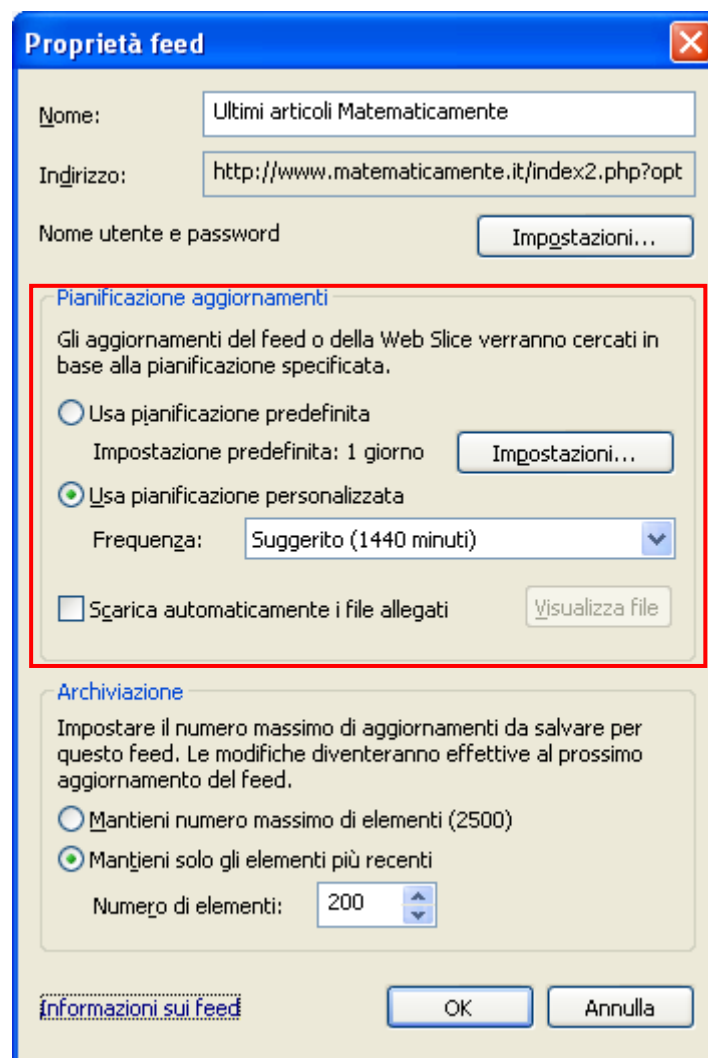 Proprietà feed
Nome: Ultimi articoli Matematicamente
Indirizzo: http://www.matematicamente.it/index2.php?opt
Nome utente e password Impostazioni...
Pianificazione aggiornamenti
Gli aggiornamenti del feed o della Web Slice verranno cercati in
base alla pianificazione specificata.
Usa pianificazione predefinita
Impostazione predefinita: 1 giorno Impostazioni...
Usa pianificazione personalizzata
Frequenza: Suggerito (1440 minuti)
Scarica automaticamente i file allegati Visualizza file
Archiviazione
Impostare il numero massimo di aggiornamenti da salvare per
questo feed. Le modifiche diventeranno effettive al prossimo
aggiornamento del feed.
Mantieni numero massimo di elementi (2500)
Mantieni solo gli elementi più recenti
Numero di elementi: 200
Informazioni sui feed OK Annulla